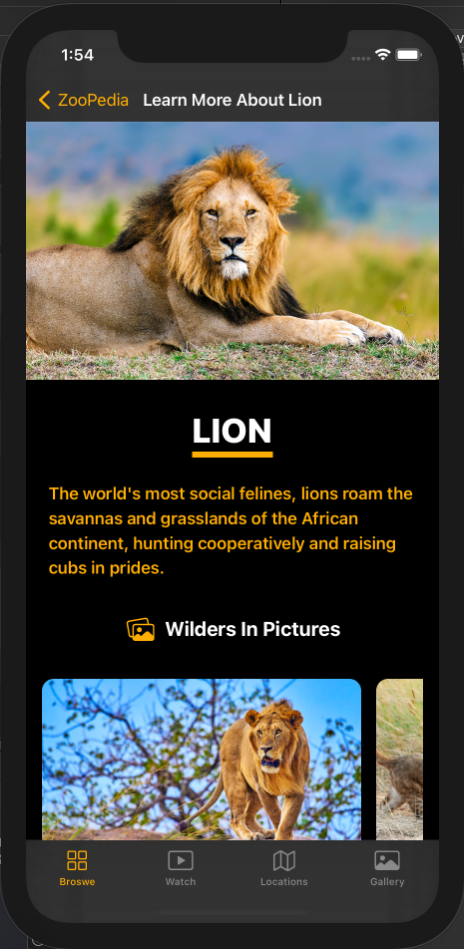 1:54
ZooPedia Learn More About Lion
LION
The world's most social felines, lions roam the
savannas and grasslands of the African
continent, hunting cooperatively and raising
cubs in prides.
Wilders In Pictures
Broswe Watch Locations Gallery